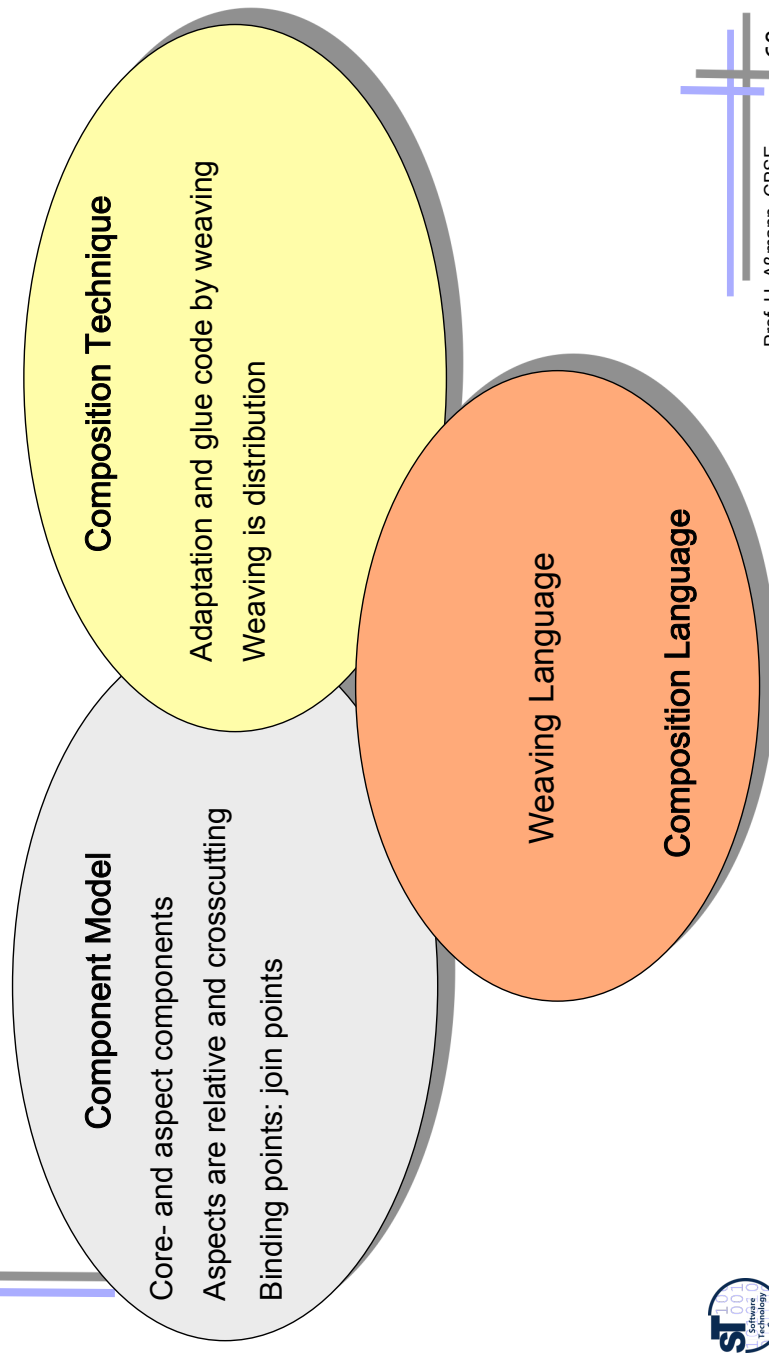 Component Model
Core- and aspect components
Aspects are relative and crosscutting
Binding points: join points
Composition Technique
Adaptation and glue code by weaving
Weaving is distribution
Weaving Language
Composition Language
ST
Software
Technology